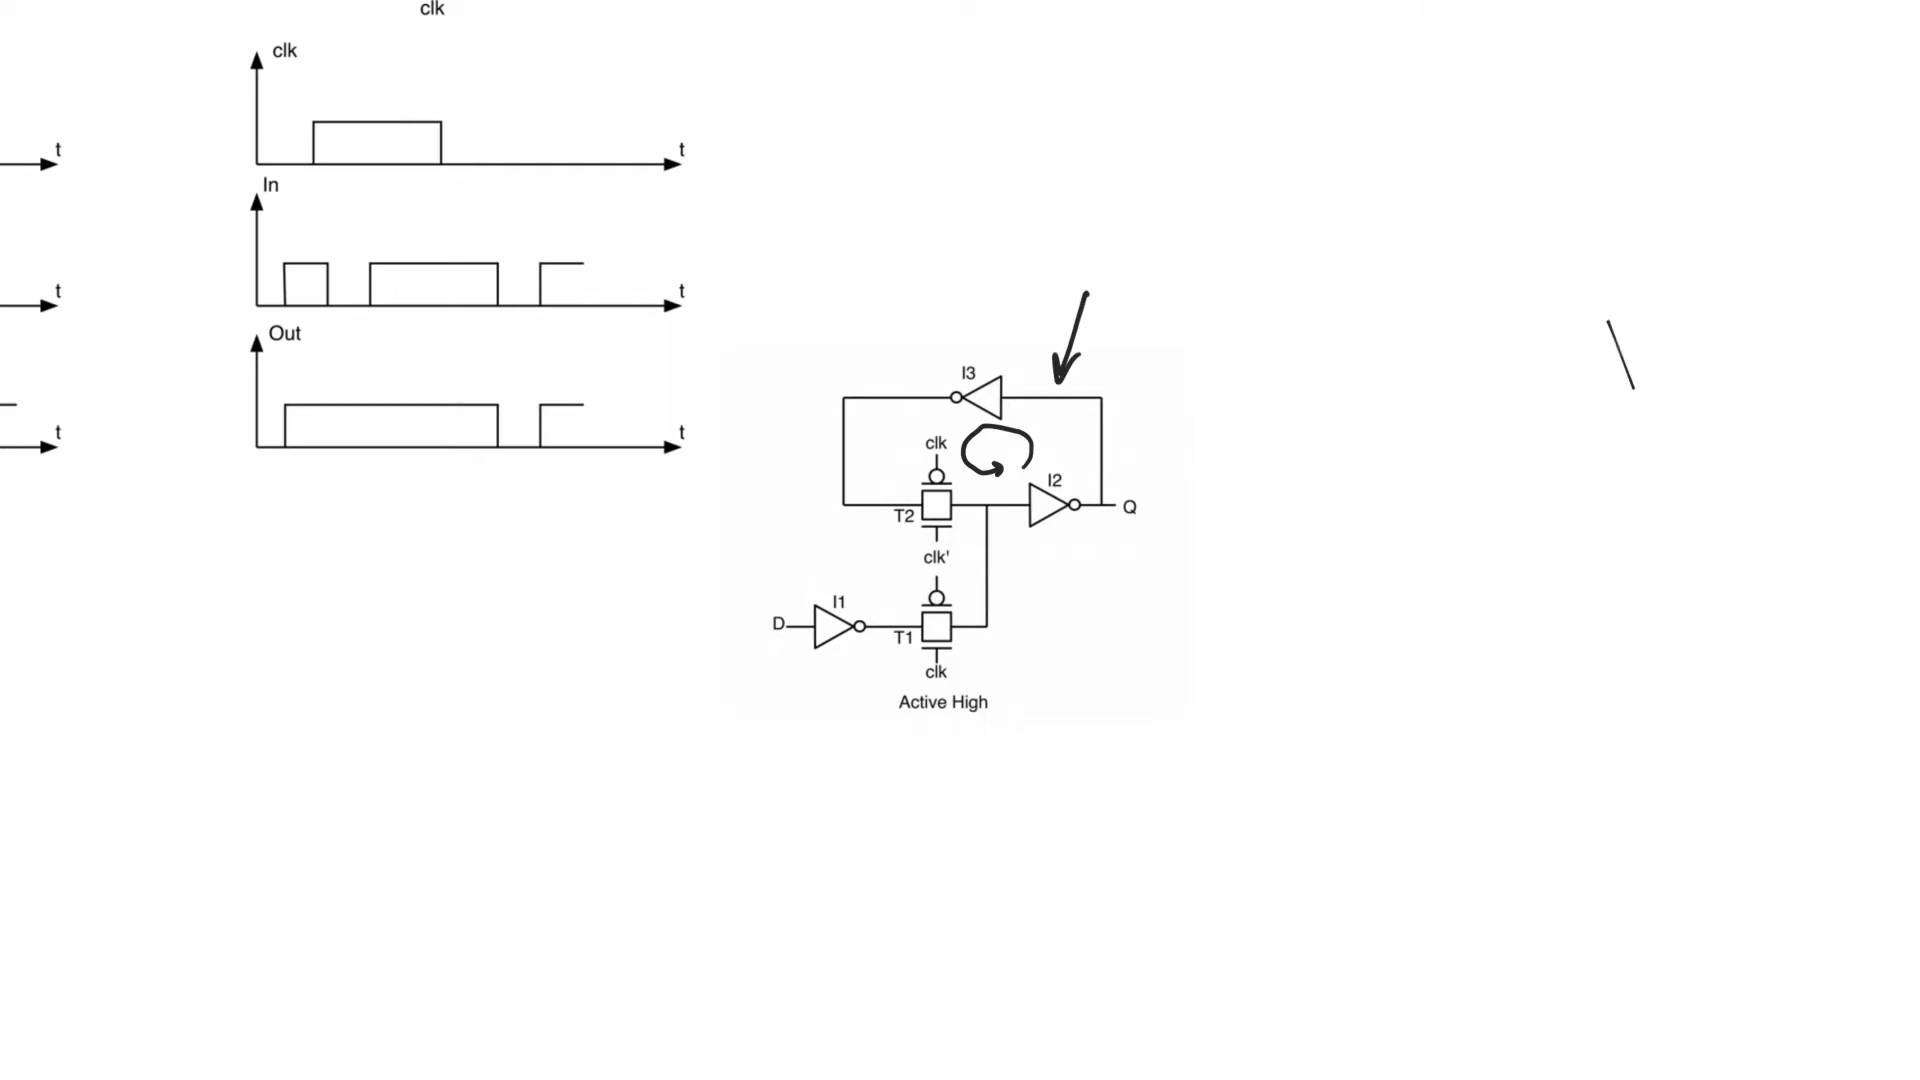 clk
clk
t
t
In
t
t
Out
t
t
I3
clk
I2
T2
Q
clk'
I1
D
T1
clk
Active High